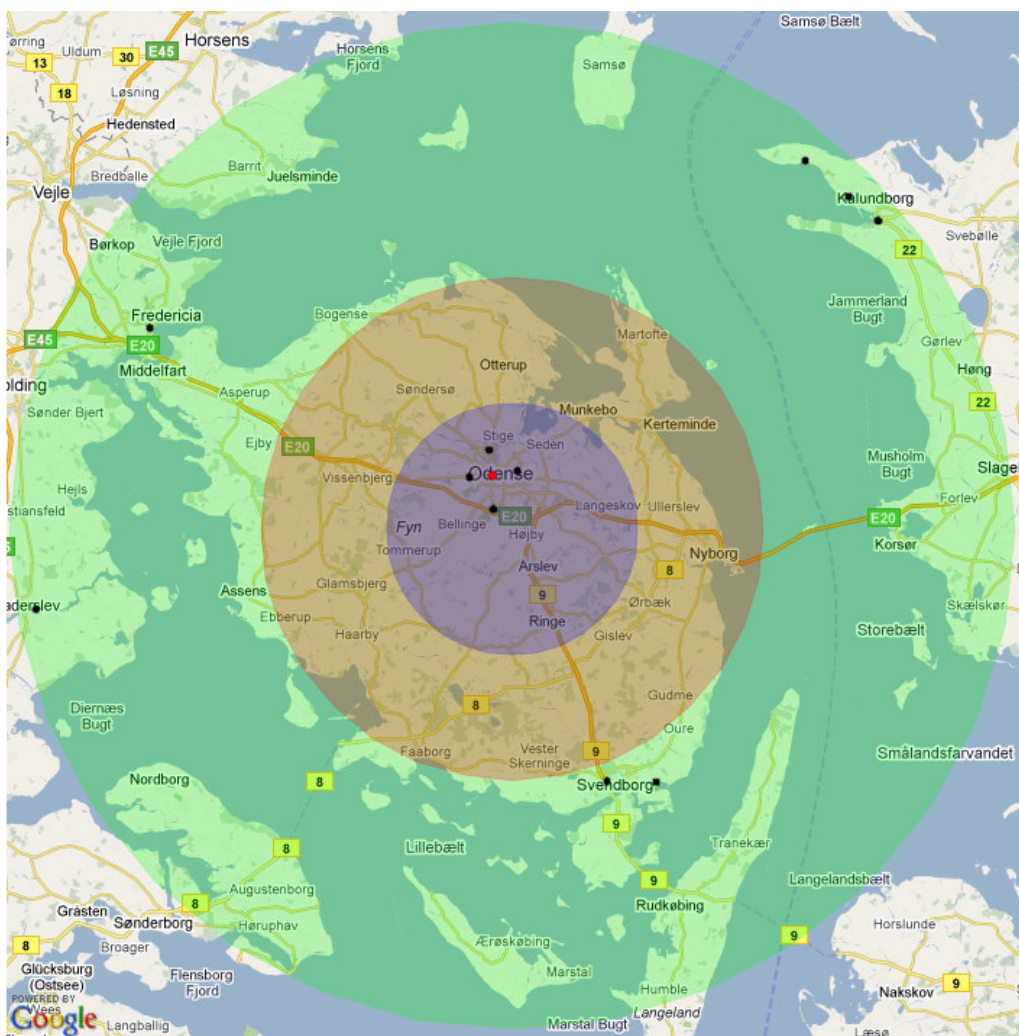 Samsø Bælt
Horsens
Uldum
E45
Horsens
Fjord
30
13
Samsø
18
Løsning
Hedensted
Barrit
Bredballe
Juelsminde
Vejle
Kalundborg
Børkop
Vejle Fjord
Svebølle
22
Jammerland
Bugt
Bogense
Fredericia
Martofte
E45
E20
Gørlev
Otterup
Middelfart
Høng
Asperup
Søndersø
22
Sønder Bjert
Munkebo
Kerteminde
Stige
Seden
Ejby
E20
Musholm
Bugt
Odense
Vissenbjerg
Hejls
Forlev
Langeskov
Ullerslev
E20
E20
Fyn
Bellinge
Højby
Korsør
Tommerup
Nyborg
Årslev
8
Glamsbjerg
Assens
9
Ørbæk
Skælskør
Ebberup
Ringe
Storebælt
Haarby
Gislev
Gudme
8
Diernæs
Bugt
Oure
Faaborg
Vester
Skerninge
9
Smålandsfarvandet
Nordborg
8
Svendborg
9
Tranekær
Lillebælt
8
9
Langelandsbælt
Augustenborg
8
Rudkøbing
Gråsten
Sønderborg
Høruphav
Horslunde
9
8
Broager
Ærøskøbing
Glücksburg
(Ostsee)
Flensborg
Fjord
Marstal
9
Humble
Nakskov
POWERED BY
Google
Wees
Langballig
Marstal Bugt
Langeland